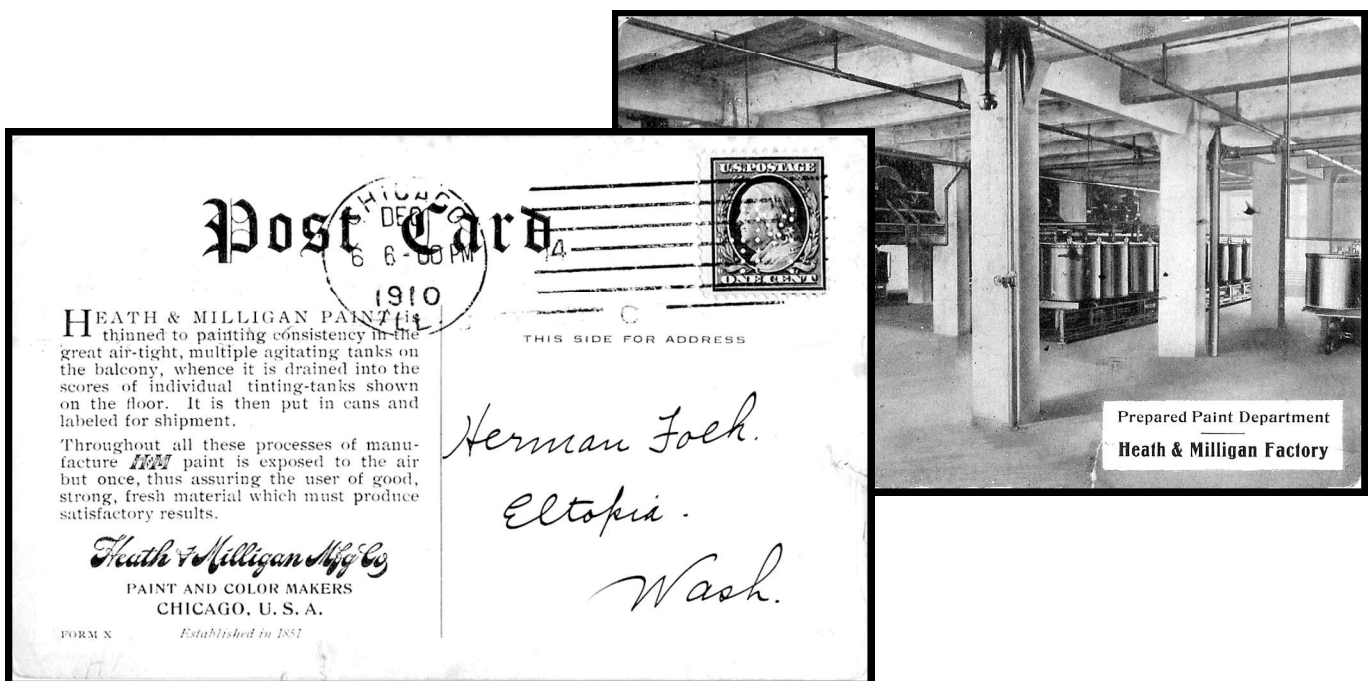 Post Card
CHICAGO
DEC
6 6-00 PM
1910
ILL
4
C
U.S. POSTAGE
ONE CENT
HEATH & MILLIGAN PAINT is
thinned to painting consistency in the
great air-tight, multiple agitating tanks on
the balcony, whence it is drained into the
scores of individual tinting-tanks shown
on the floor. It is then put in cans and
labeled for shipment.
Throughout all these processes of manu-
facture H&M paint is exposed to the air
but once, thus assuring the user of good,
strong, fresh material which must produce
satisfactory results.
Heath & Milligan Mfg Co
PAINT AND COLOR MAKERS
CHICAGO, U. S. A.
FORM X
Established in 1851
THIS SIDE FOR ADDRESS
Herman
Eltopia.
Wash.
Prepared Paint Department
Heath & Milligan Factory